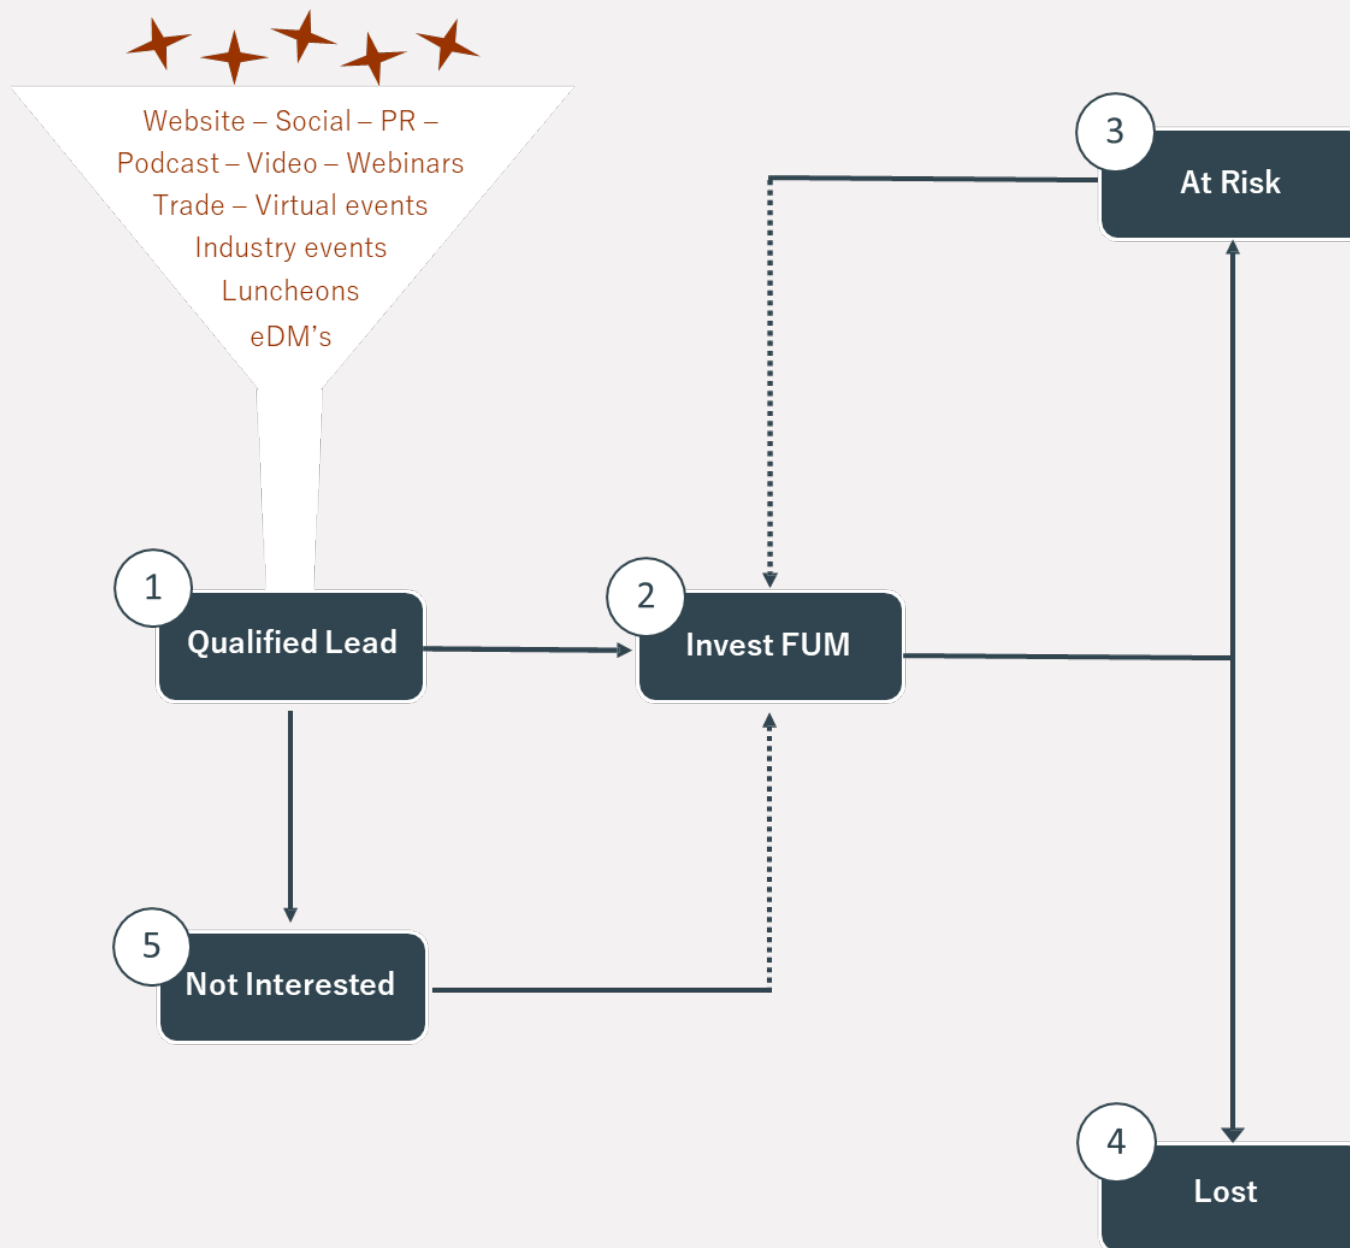 Website – Social – PR –
Podcast – Video – Webinars
Trade – Virtual events
Industry events
Luncheons
eDM’s
3
At Risk
1
Qualified Lead
2
Invest FUM
5
Not Interested
4
Lost